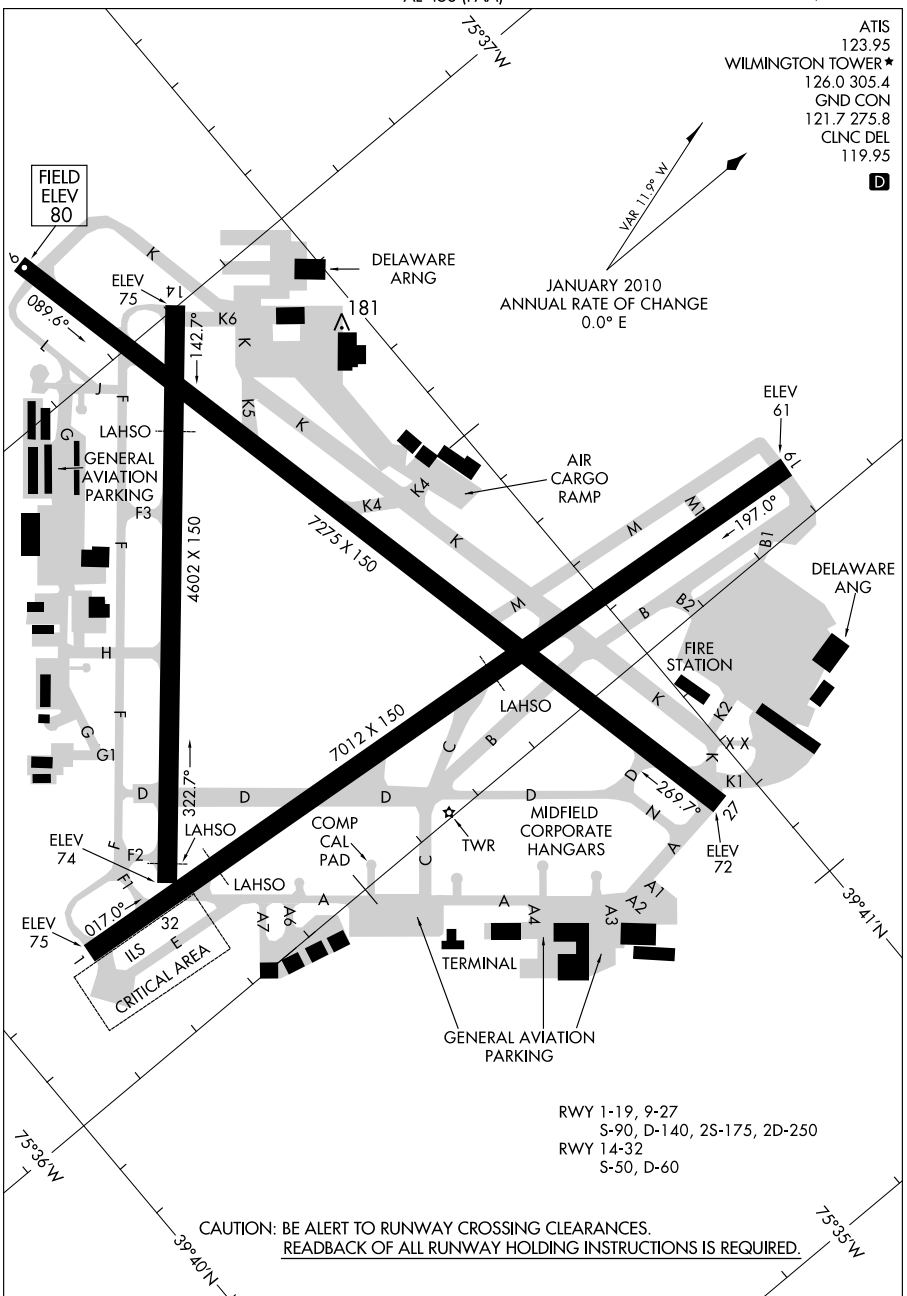 AL-486 (FAA)
75°37'W
ATIS
123.95
WILMINGTON TOWER★
126.0 305.4
GND CON
121.7 275.8
CLNC DEL
119.95
D
VAR 11.9° W
JANUARY 2010
ANNUAL RATE OF CHANGE
0.0° E
FIELD
ELEV
80
9
089.6°
ELEV
75
14
142.7°
K
K6
K
DELAWARE
ARNG
181
L
J
F
K5
K
G
LAHSO
GENERAL
AVIATION
PARKING
F3
F
4602 X 150
K4
K4
K
AIR
CARGO
RAMP
ELEV
61
19
197.0°
M
M1
B1
7275 X 150
M
B
B2
DELAWARE
ANG
FIRE
STATION
H
F
G
G1
322.7°
7012 X 150
LAHSO
C
B
K
K2
X X
K
K1
D
D
D
D
D
269.7°
27
N
ELEV
72
F
F2
ELEV
74
LAHSO
LAHSO
COMP
CAL
PAD
TWR
MIDFIELD
CORPORATE
HANGARS
C
A
A1
A2
F1
017.0°
32
ELEV
75
1
ILS
E
CRITICAL AREA
A7
A6
A
A
A4
A3
TERMINAL
GENERAL AVIATION
PARKING
39°41'N
RWY 1-19, 9-27
S-90, D-140, 2S-175, 2D-250
RWY 14-32
S-50, D-60
75°36'W
39°40'N
75°35'W
CAUTION: BE ALERT TO RUNWAY CROSSING CLEARANCES.
READBACK OF ALL RUNWAY HOLDING INSTRUCTIONS IS REQUIRED.